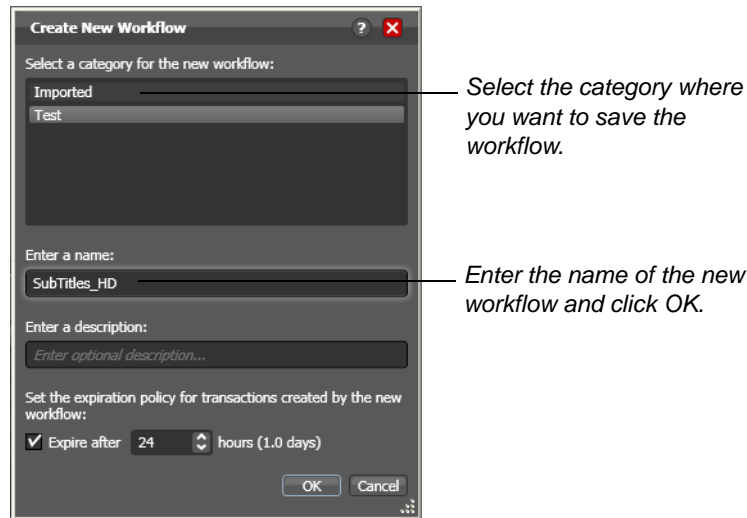 Create New Workflow ?
Select a category for the new workflow:
Imported
Test
Select the category where
you want to save the
workflow.
Enter a name:
SubTitles_HD
Enter the name of the new
workflow and click OK.
Enter a description:
Enter optional description...
Set the expiration policy for transactions created by the new
workflow:
Expire after 24 hours (1.0 days)
OK Cancel